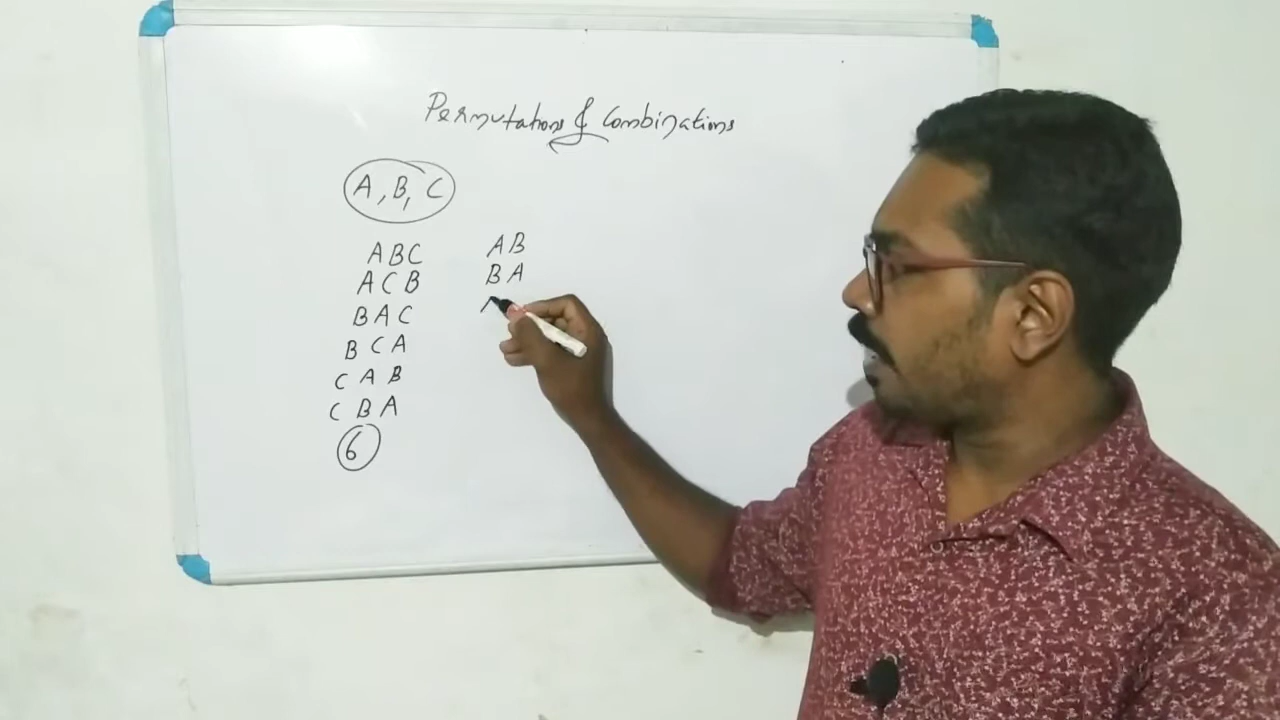 Permutations & Combinations
A, B, C
ABC
ACB
BAC
BCA
CAB
CBA
6
AB
BA